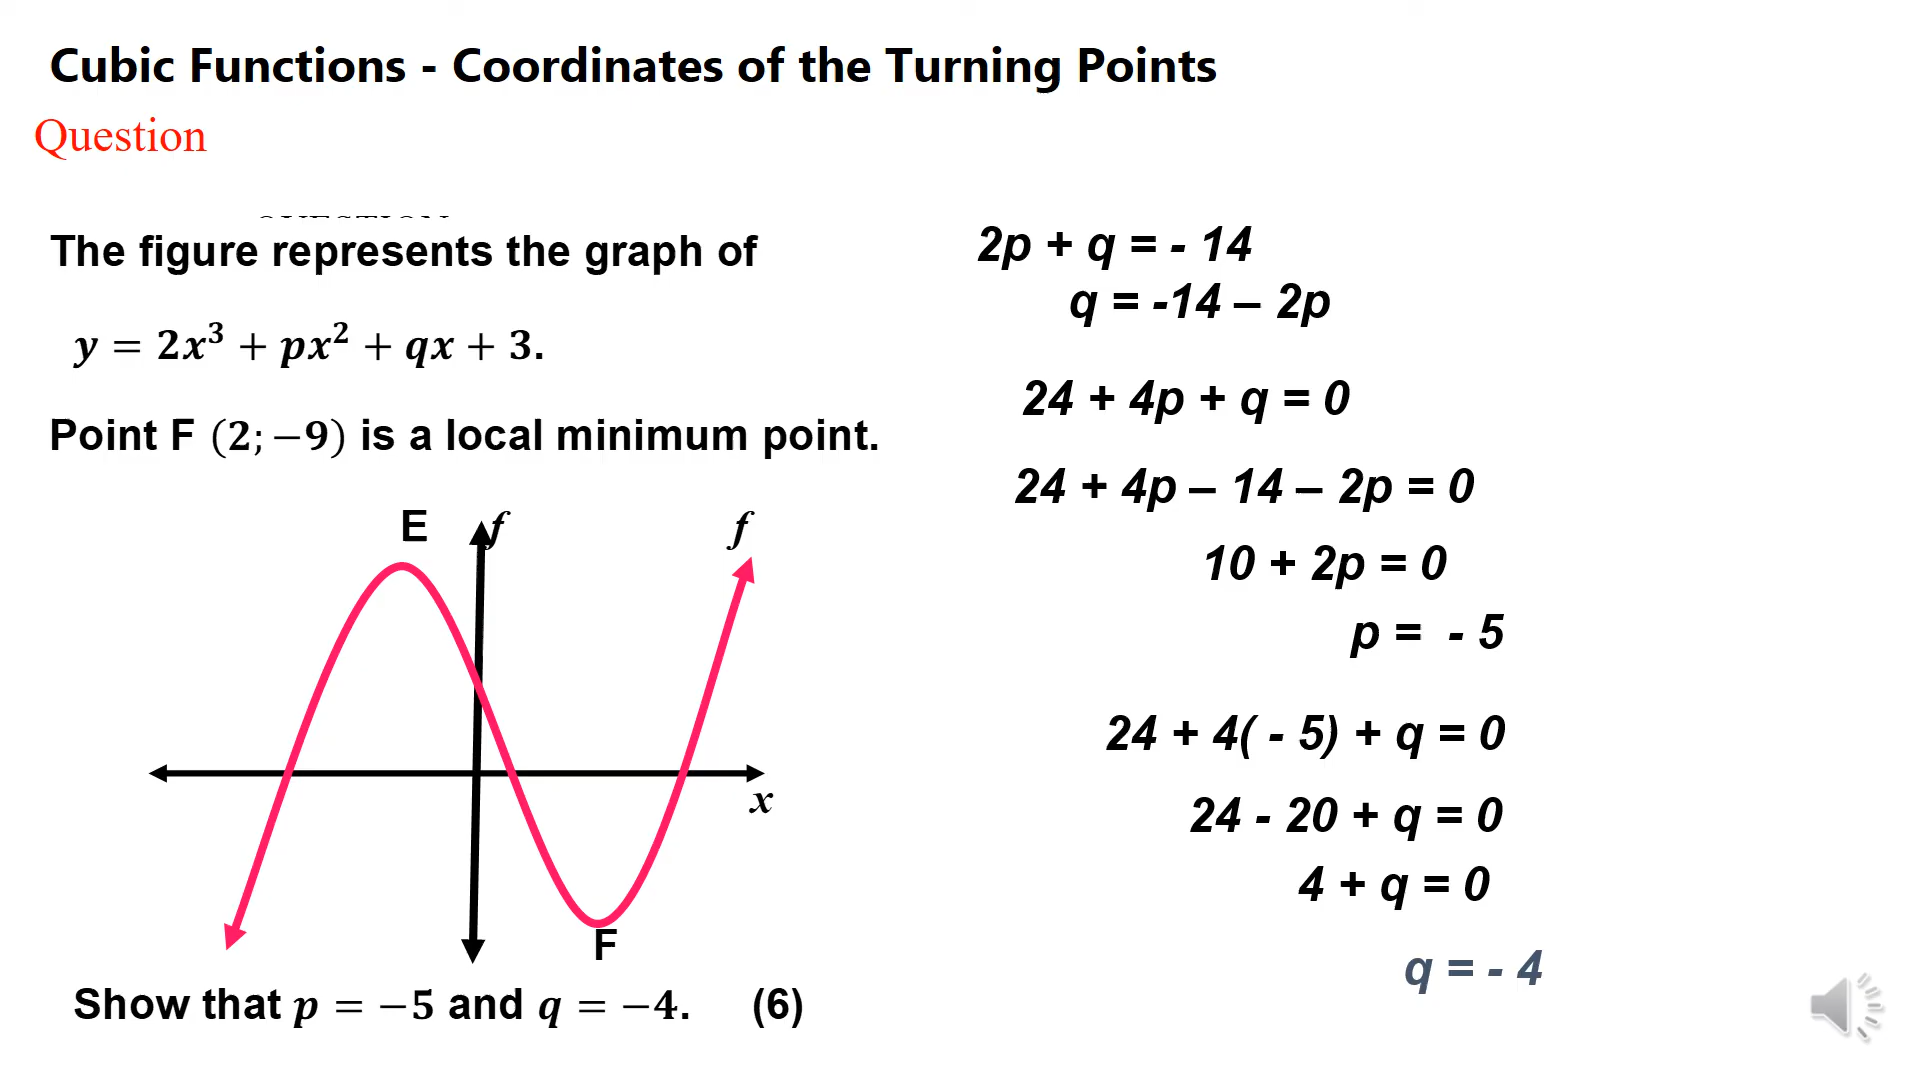 Cubic Functions - Coordinates of the Turning Points
Question
The figure represents the graph of
y = 2x³ + px² + qx + 3.
Point F (2; −9) is a local minimum point.
E
f
f
x
F
Show that p = −5 and q = −4. (6)
2p + q = - 14
q = -14 – 2p
24 + 4p + q = 0
24 + 4p – 14 – 2p = 0
10 + 2p = 0
p = - 5
24 + 4( - 5) + q = 0
24 - 20 + q = 0
4 + q = 0
q = - 4